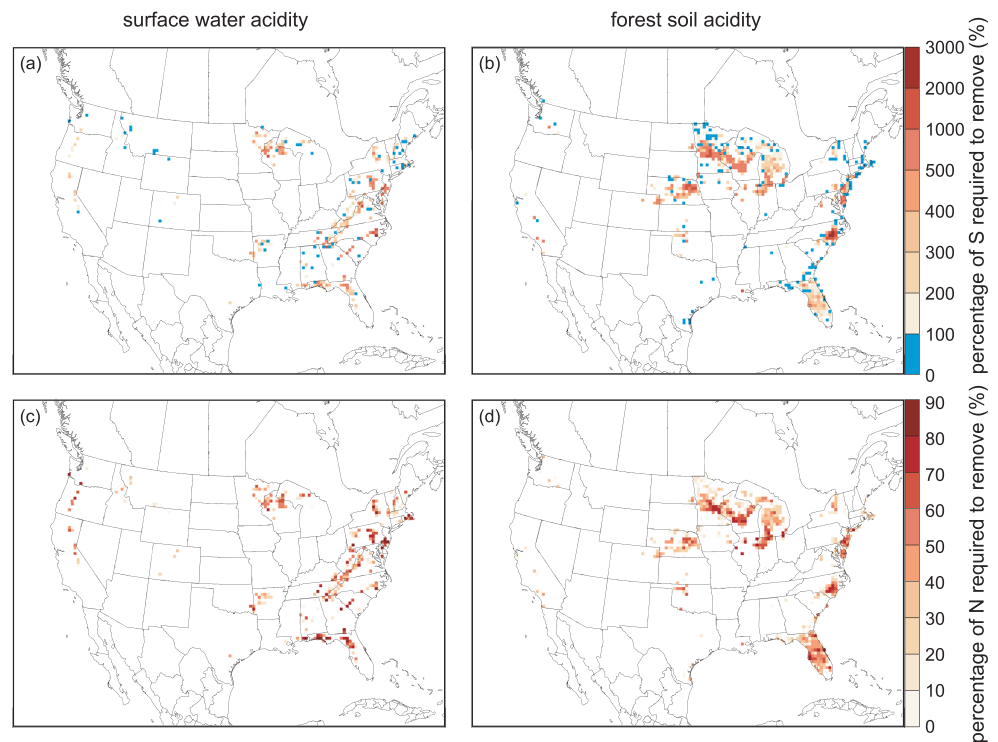 surface water acidity
forest soil acidity
(a)
(b)
3000
2000
1000
500
400
300
200
100
0
percentage of S required to remove (%)
(c)
(d)
90
80
70
60
50
40
30
20
10
0
percentage of N required to remove (%)